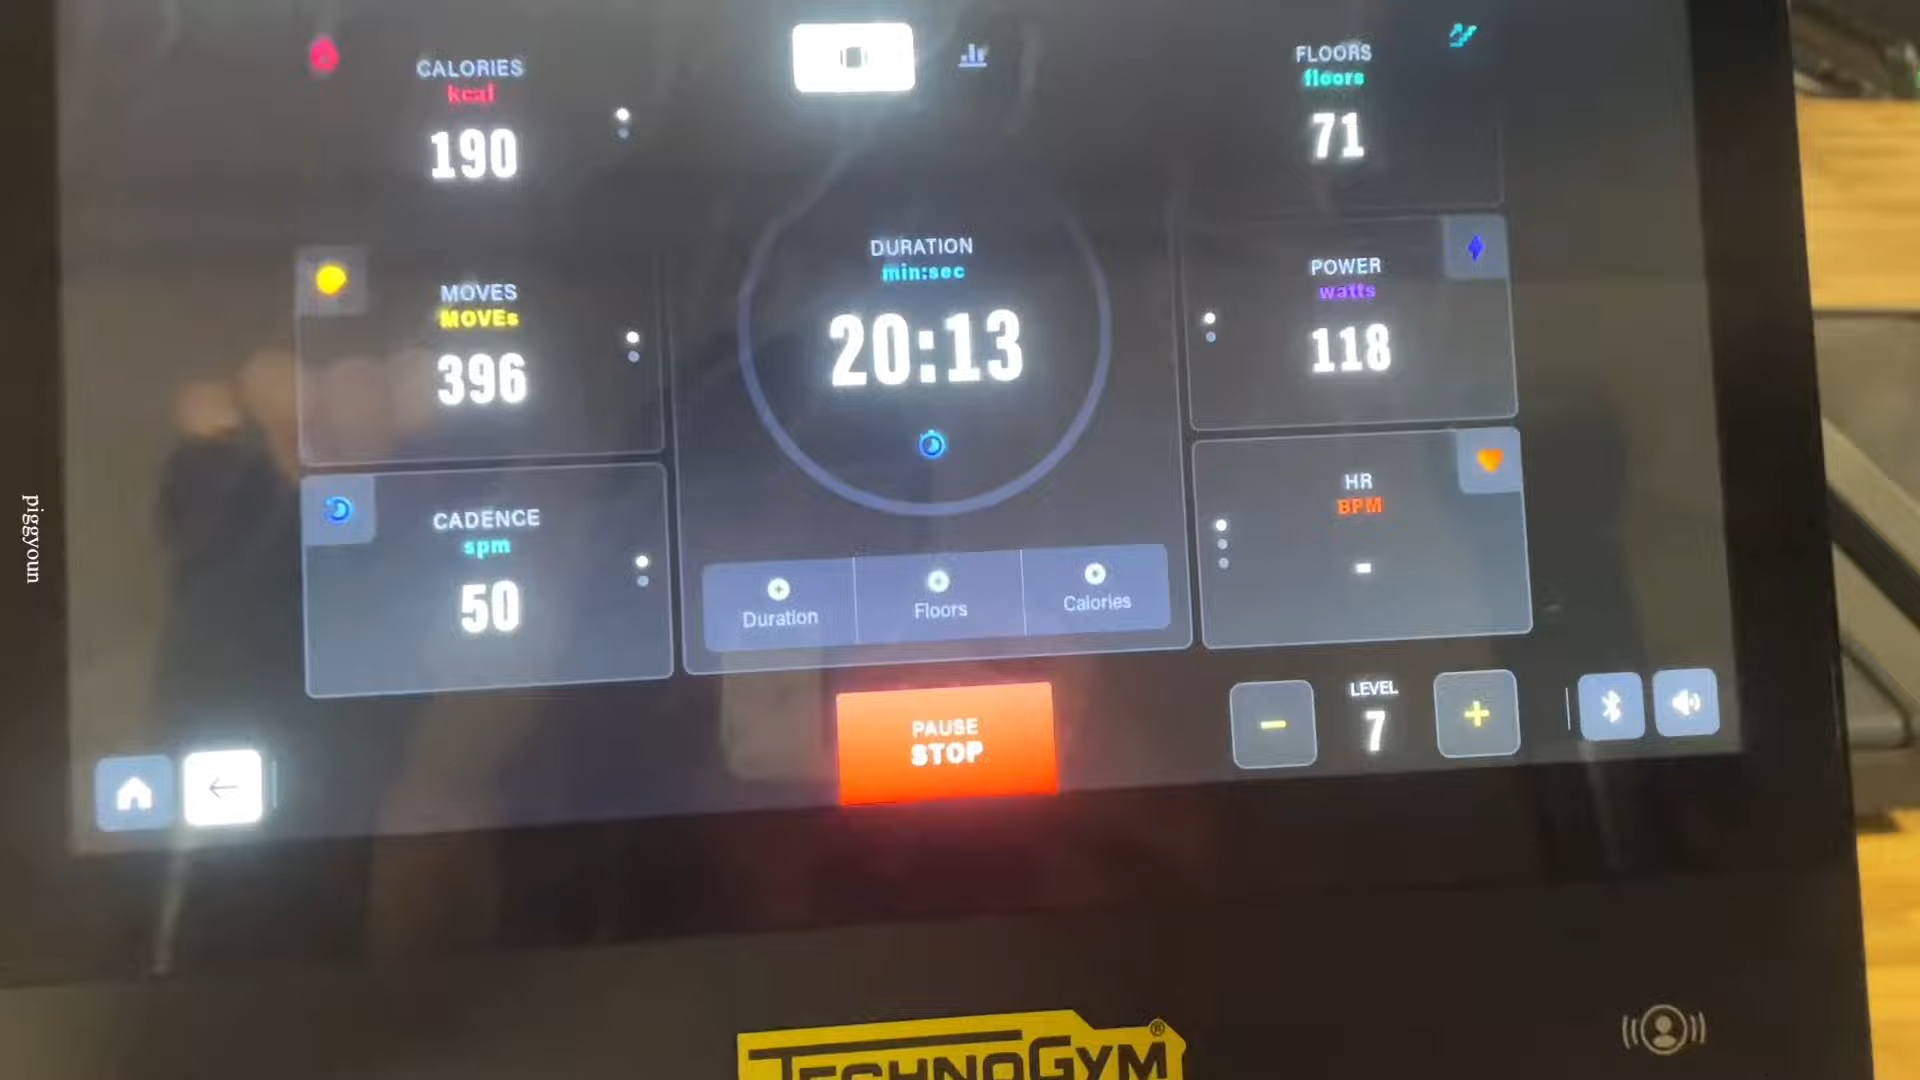 CALORIES
kcal
190
FLOORS
floors
71
MOVES
MOVEs
396
DURATION
min:sec
20:13
POWER
watts
118
CADENCE
spm
50
HR
BPM
-
Duration
Floors
Calories
PAUSE
STOP
LEVEL
7
TECHNOGYM®
piggyoun